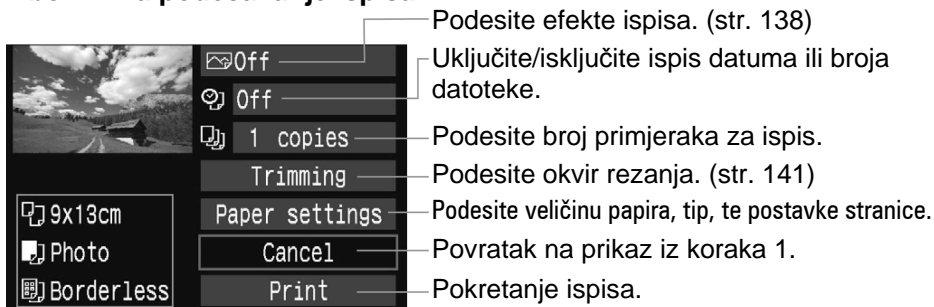 Podesite efekte ispisa. (str. 138)
Off
Uključite/isključite ispis datuma ili broja
datoteke.
Off
1 copies
Podesite broj primjeraka za ispis.
Trimming
Podesite okvir rezanja. (str. 141)
9x13cm
Paper settings
Podesite veličinu papira, tip, te postavke stranice.
Photo
Cancel
Povratak na prikaz iz koraka 1.
Borderless
Print
Pokretanje ispisa.